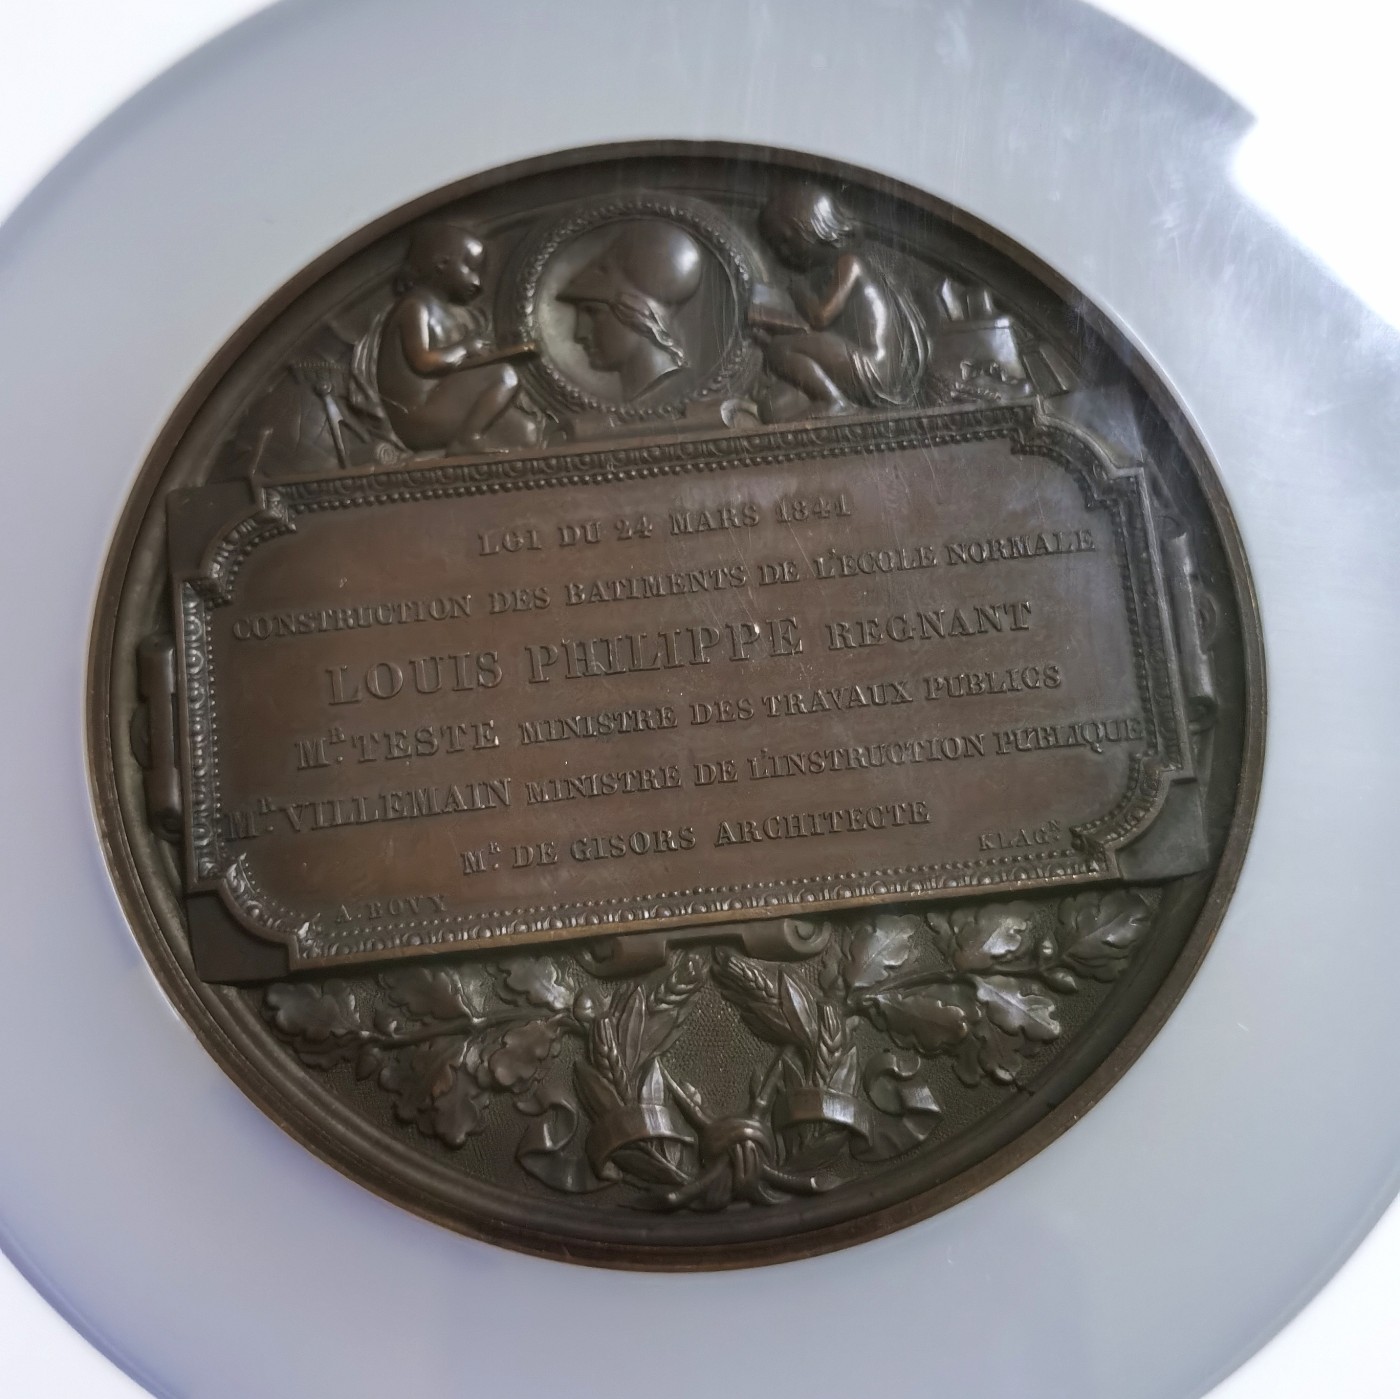 LOI DU 24 MARS 1841
CONSTRUCTION DES BATIMENTS DE L'ECOLE NORMALE
LOUIS PHILIPPE REGNANT
MR. TESTE MINISTRE DES TRAVAUX PUBLICS
MR. VILLEMAIN MINISTRE DE L'INSTRUCTION PUBLIQUE
MR. DE GISORS ARCHITECTE
KLAGN
A. BOVY